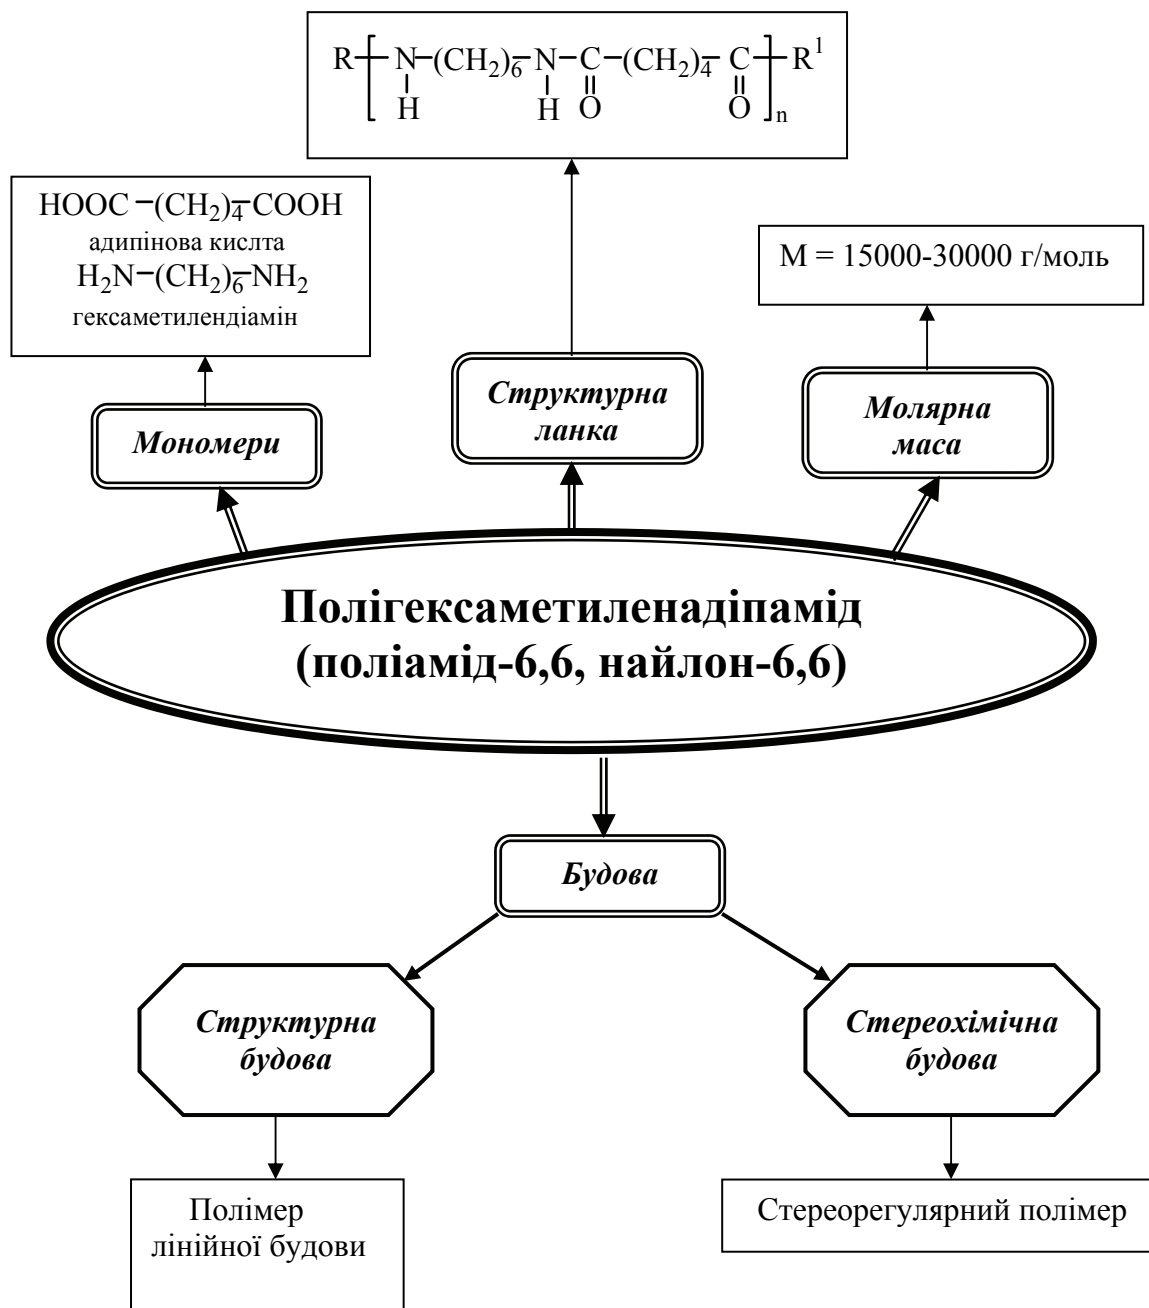 R[N-(CH2)6-N-C-(CH2)4-C]nR1
H H O O
HOOC-(CH2)4-COOH
адипінова кислта
H2N-(CH2)6-NH2
гексаметилендіамін
M = 15000-30000 г/моль
Мономери
Структурна
ланка
Молярна
маса
Полігексаметиленадіпамід
(поліамід-6,6, найлон-6,6)
Будова
Структурна
будова
Стереохімічна
будова
Полімер
лінійної будови
Стереорегулярний полімер